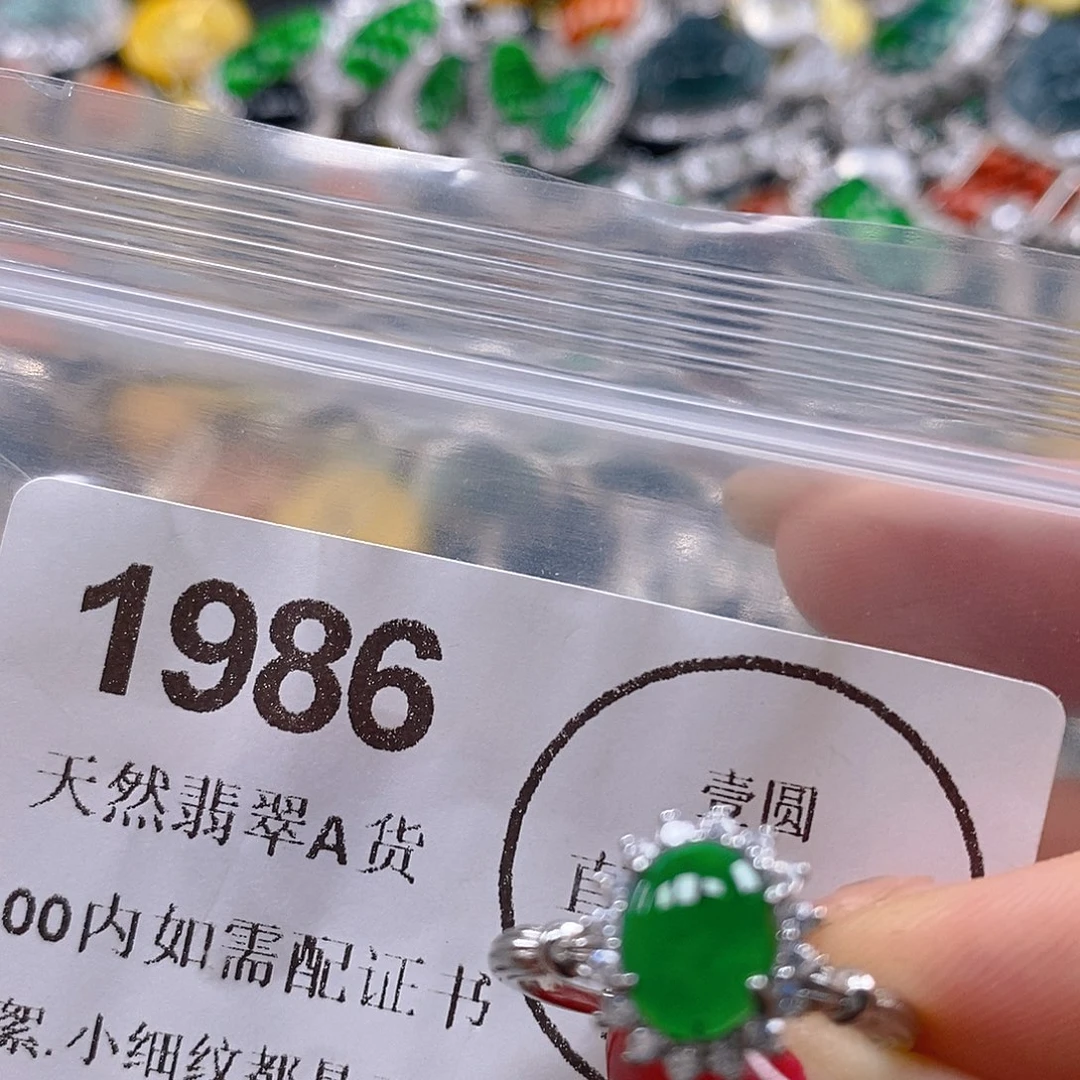 1986
天然翡翠A货
00内如需配证书
絮.小细纹都是
壹圆
直